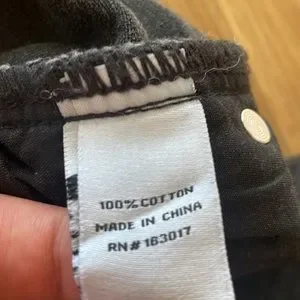 100% COTTON
MADE IN CHINA
RN# 163017